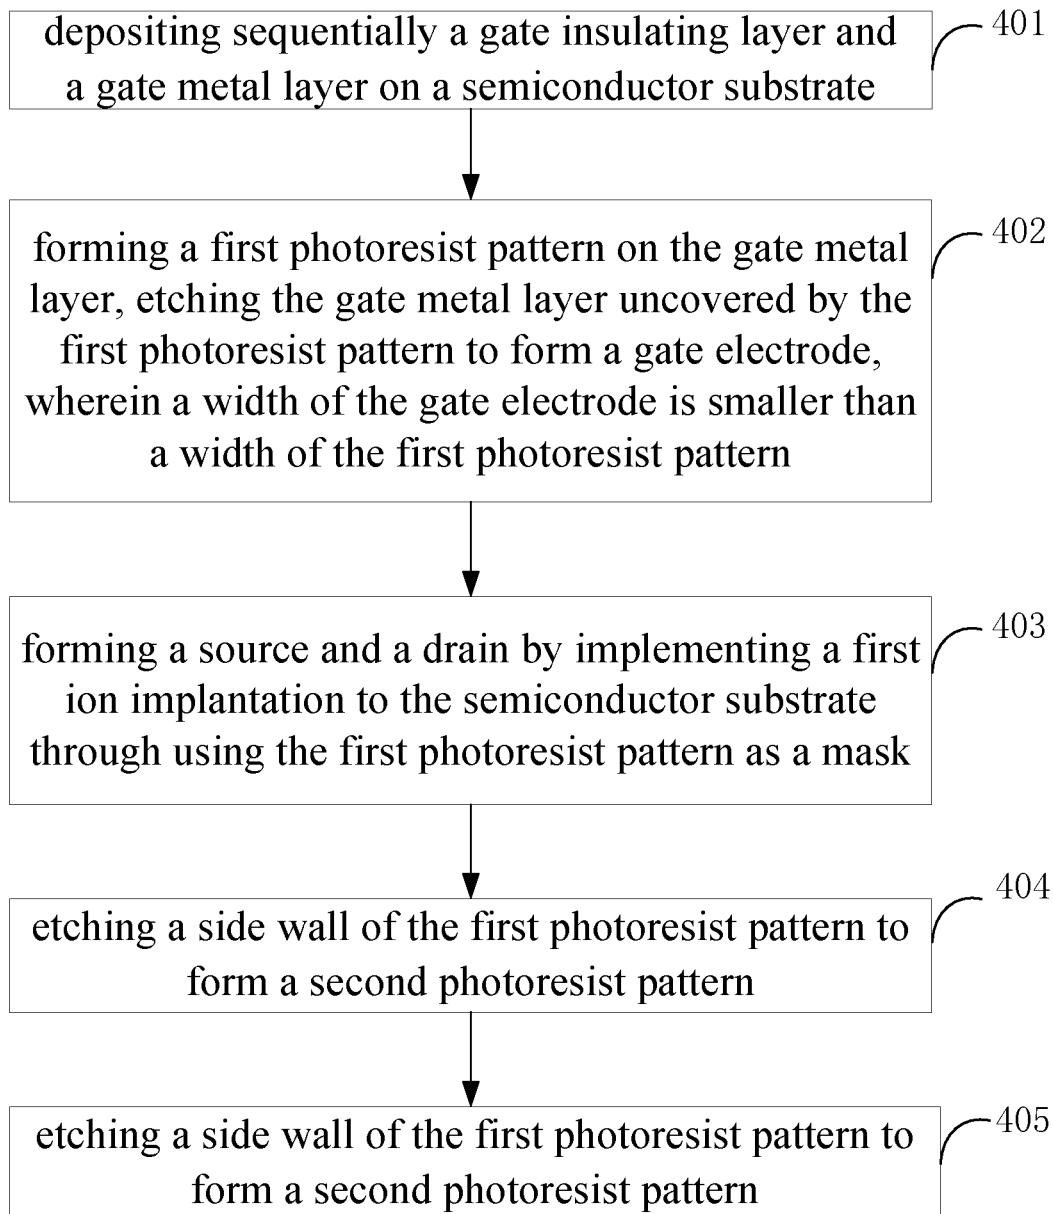 depositing sequentially a gate insulating layer and
a gate metal layer on a semiconductor substrate
401
forming a first photoresist pattern on the gate metal
layer, etching the gate metal layer uncovered by the
first photoresist pattern to form a gate electrode,
wherein a width of the gate electrode is smaller than
a width of the first photoresist pattern
402
forming a source and a drain by implementing a first
ion implantation to the semiconductor substrate
through using the first photoresist pattern as a mask
403
etching a side wall of the first photoresist pattern to
form a second photoresist pattern
404
etching a side wall of the first photoresist pattern to
form a second photoresist pattern
405